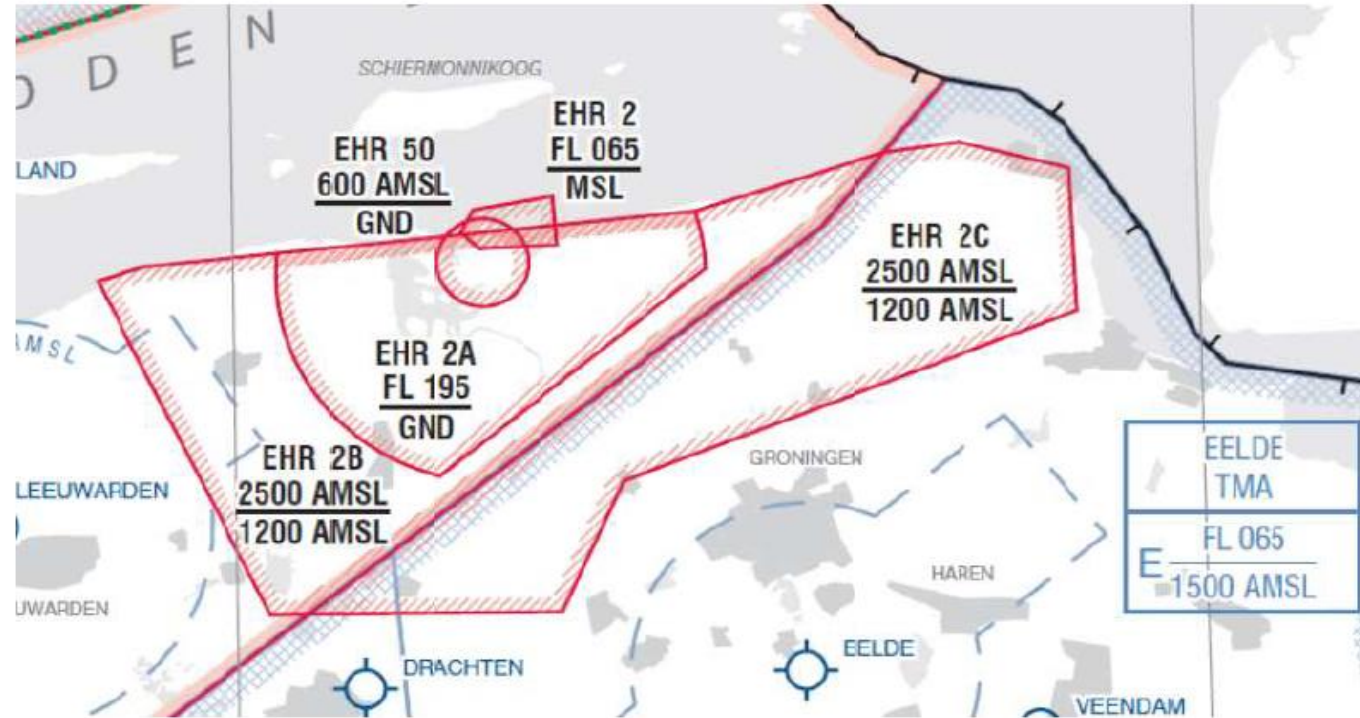 D D E N
SCHIERMONNIKOOG
LAND
EHR 50
600 AMSL
GND
EHR 2
FL 065
MSL
EHR 2C
2500 AMSL
1200 AMSL
AMSL
EHR 2A
FL 195
GND
EHR 2B
2500 AMSL
1200 AMSL
LEEUWARDEN
UWARDEN
GRONINGEN
HAREN
EELDE
TMA
E FL 065
1500 AMSL
DRACHTEN
EELDE
VEENDAM